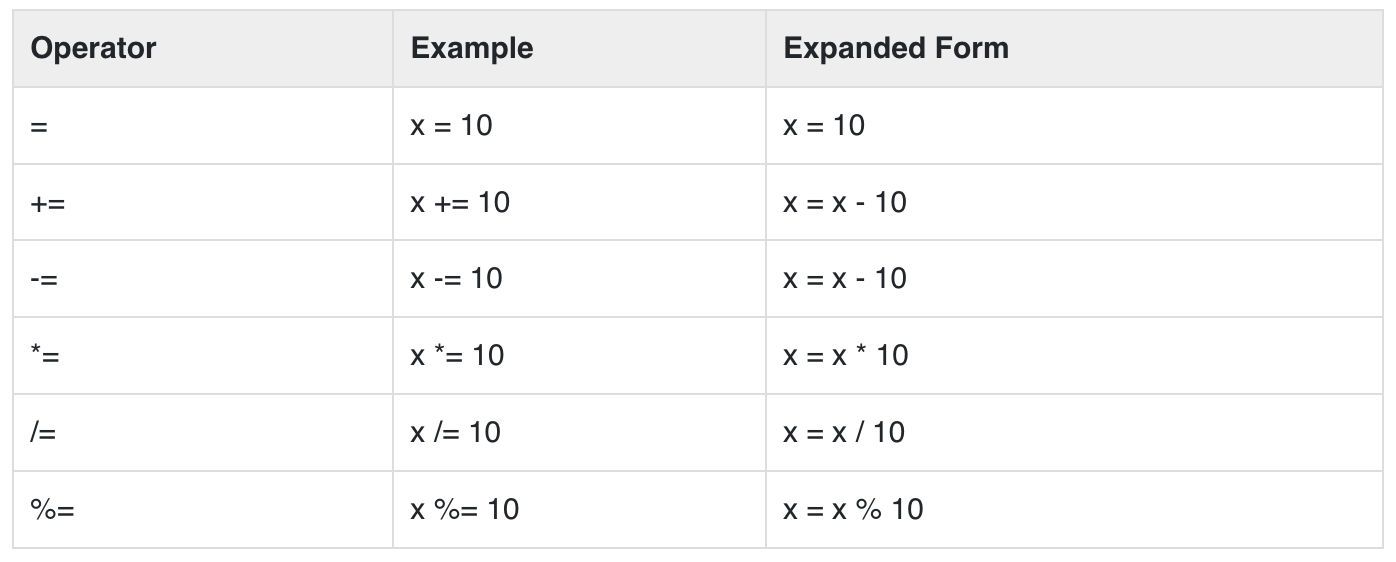 Operator Example Expanded Form
= x = 10 x = 10
+= x += 10 x = x - 10
-= x -= 10 x = x - 10
*= x *= 10 x = x * 10
/= x /= 10 x = x / 10
%= x %= 10 x = x % 10